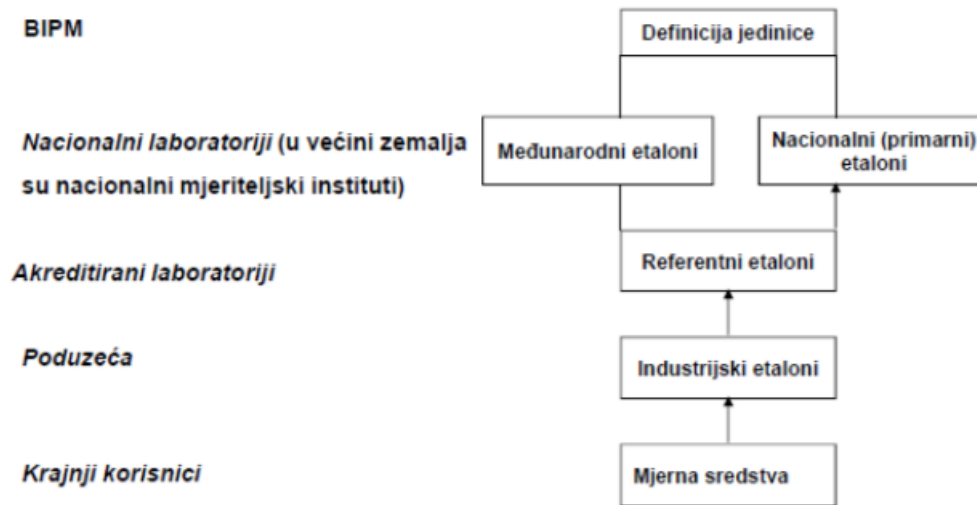 BIPM
Definicija jedinice
Nacionalni laboratoriji (u većini zemalja
su nacionalni mjeriteljski instituti)
Međunarodni etaloni
Nacionalni (primarni)
etaloni
Akreditirani laboratoriji
Referentni etaloni
Poduzeća
Industrijski etaloni
Krajnji korisnici
Mjerna sredstva